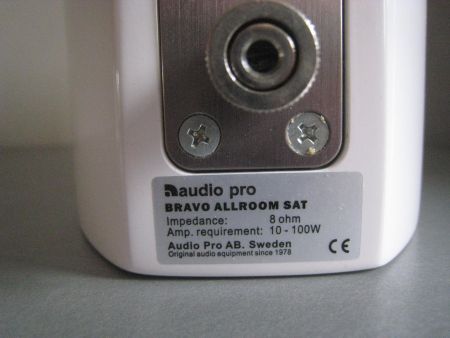 audio pro
BRAVO ALLROOM SAT
Impedance: 8 ohm
Amp. requirement: 10 - 100W
Audio Pro AB. Sweden
Original audio equipment since 1978
CE